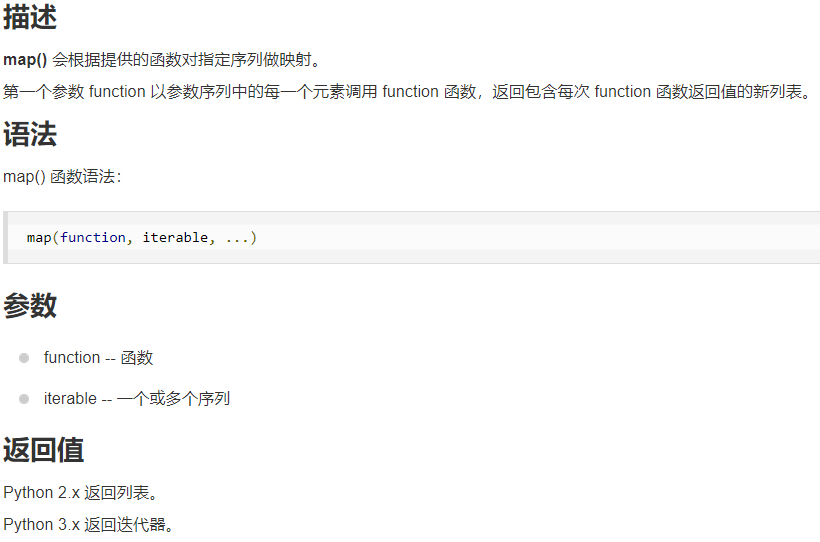 描述
map() 会根据提供的函数对指定序列做映射。
第一个参数 function 以参数序列中的每一个元素调用 function 函数，返回包含每次 function 函数返回值的新列表。
语法
map() 函数语法：
map(function, iterable, ...)
参数
function -- 函数
iterable -- 一个或多个序列
返回值
Python 2.x 返回列表。
Python 3.x 返回迭代器。